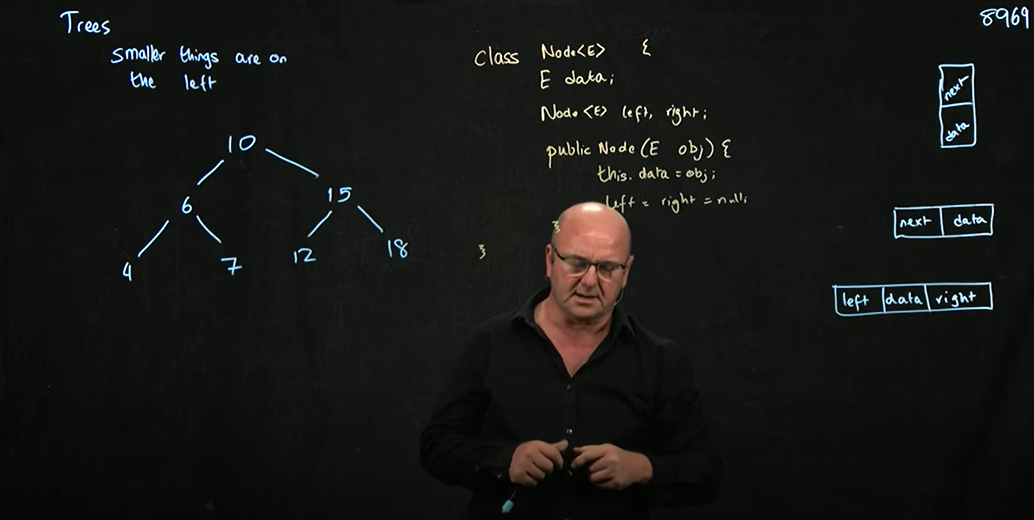 Trees
smaller things are on
the left
10
6
15
4
7
12
18
Class Node<E> {
E data;
Node<E> left, right;
public Node (E obj) {
this.data = obj;
left = right = null;
}
}
8969
next
data
next data
left data right